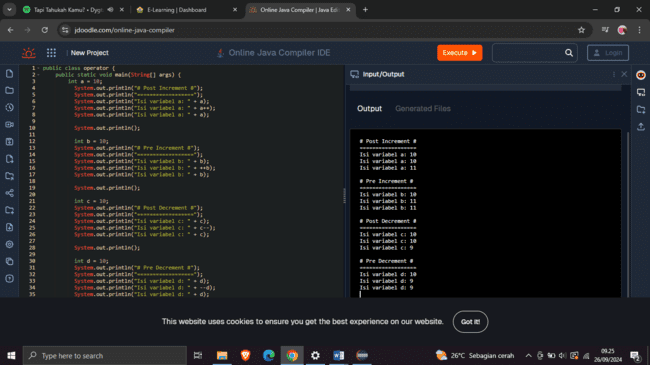 Tapi Tahukah Kamu? • Dygta
E-Learning | Dashboard
Online Java Compiler | Java Edi
jdoodle.com/online-java-compiler
New Project
Online Java Compiler IDE
Execute
Login
1 public class operator {
2 public static void main(String[] args) {
3 int a = 10;
4 System.out.println("# Post Increment #");
5 System.out.println("==================");
6 System.out.println("Isi variabel a: " + a);
7 System.out.println("Isi variabel a: " + a++);
8 System.out.println("Isi variabel a: " + a);
9
10 System.out.println();
11
12 int b = 10;
13 System.out.println("# Pre Increment #");
14 System.out.println("==================");
15 System.out.println("Isi variabel b: " + b);
16 System.out.println("Isi variabel b: " + ++b);
17 System.out.println("Isi variabel b: " + b);
18
19 System.out.println();
20
21 int c = 10;
22 System.out.println("# Post Decrement #");
23 System.out.println("==================");
24 System.out.println("Isi variabel c: " + c);
25 System.out.println("Isi variabel c: " + c--);
26 System.out.println("Isi variabel c: " + c);
27
28 System.out.println();
29
30 int d = 10;
31 System.out.println("# Pre Decrement #");
32 System.out.println("==================");
33 System.out.println("Isi variabel d: " + d);
34 System.out.println("Isi variabel d: " + --d);
35 System.out.println("Isi variabel d: " + d);
Input/Output
Output Generated Files
# Post Increment #
==================
Isi variabel a: 10
Isi variabel a: 10
Isi variabel a: 11
# Pre Increment #
==================
Isi variabel b: 10
Isi variabel b: 11
Isi variabel b: 11
# Post Decrement #
==================
Isi variabel c: 10
Isi variabel c: 10
Isi variabel c: 9
# Pre Decrement #
==================
Isi variabel d: 10
Isi variabel d: 9
Isi variabel d: 9
This website uses cookies to ensure you get the best experience on our website.
Got it!
Type here to search
26°C Sebagian cerah
09.25
26/09/2024
2